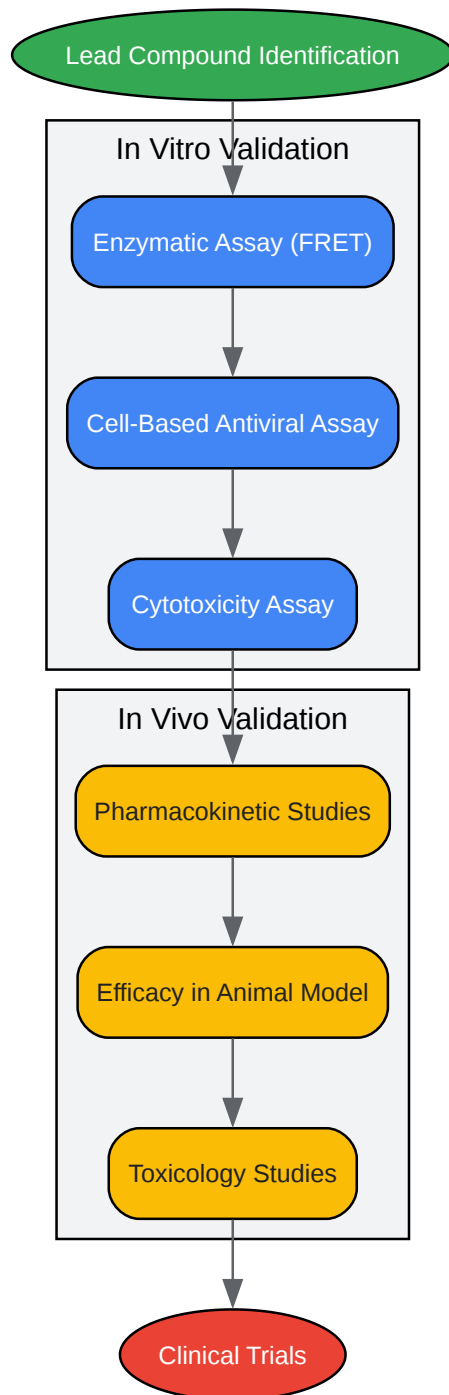 Lead Compound Identification
In Vitro Validation
Enzymatic Assay (FRET)
Cell-Based Antiviral Assay
Cytotoxicity Assay
In Vivo Validation
Pharmacokinetic Studies
Efficacy in Animal Model
Toxicology Studies
Clinical Trials